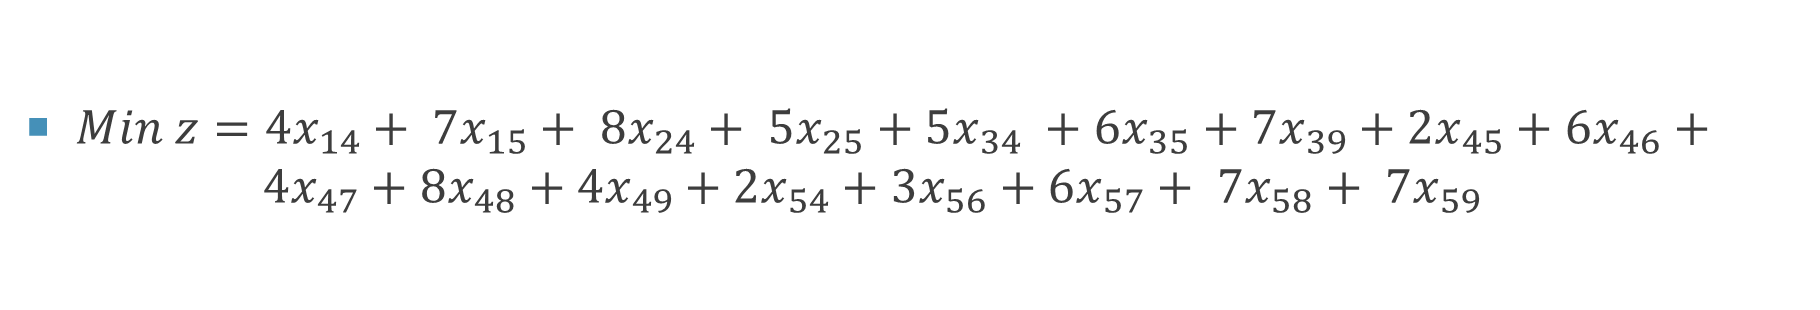 ▪ Min z = 4x₁₄ + 7x₁₅ + 8x₂₄ + 5x₂₅ + 5x₃₄ + 6x₃₅ + 7x₃₉ + 2x₄₅ + 6x₄₆ +
4x₄₇ + 8x₄₈ + 4x₄₉ + 2x₅₄ + 3x₅₆ + 6x₅₇ + 7x₅₈ + 7x₅₉